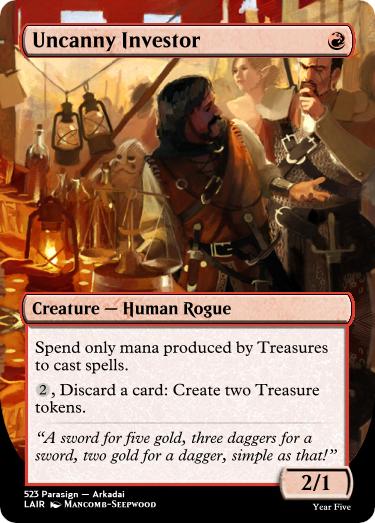 Uncanny Investor
Creature — Human Rogue
Spend only mana produced by Treasures
to cast spells.
2, Discard a card: Create two Treasure
tokens.
“A sword for five gold, three daggers for a
sword, two gold for a dagger, simple as that!”
2/1
523 Parasign — Arkadai
LAIR Mancomb-Seepwood
Year Five